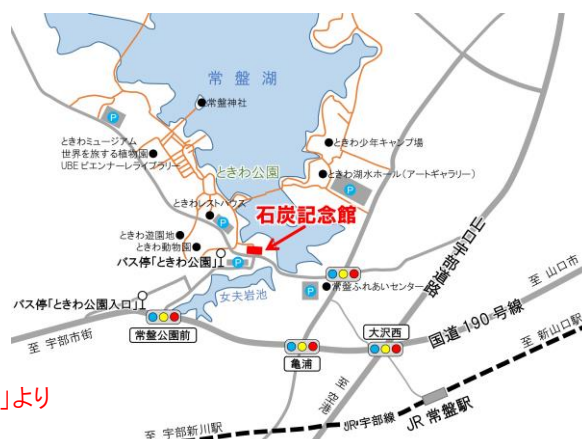 常盤湖
常盤神社
ときわミュージアム
世界を旅する植物園
UBEビエンナーレライブラリー
P
ときわ公園
ときわ少年キャンプ場
ときわ湖水ホール（アートギャラリー）
P
ときわレストハウス
P
石炭記念館
ときわ遊園地
ときわ動物園
バス停「ときわ公園」
P
女夫岩池
バス停「ときわ公園入口」
常盤ふれあいセンター
P
山口宇部道路
至 山口市
国道190号線
大沢西
亀浦
常盤公園前
至 宇部市街
至 新山口駅
至 空港
JR 常盤駅
JR宇部線
至 宇部新川駅
」より